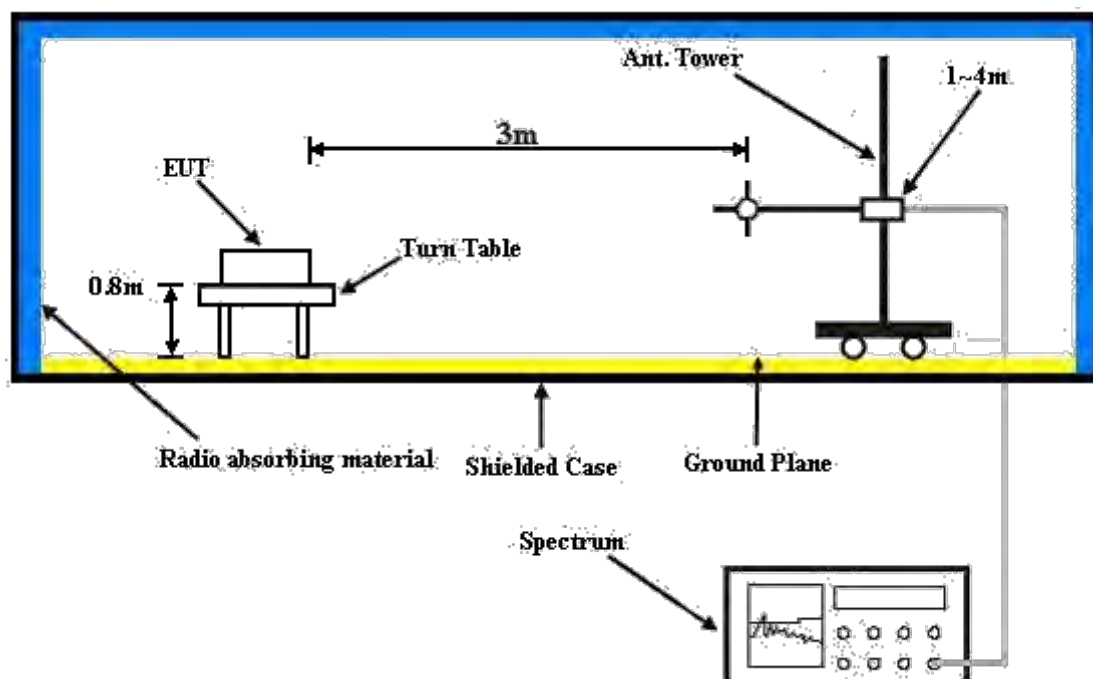 Ant. Tower
1~4m
3m
EUT
Turn Table
0.8m
Radio absorbing material
Shielded Case
Ground Plane
Spectrum